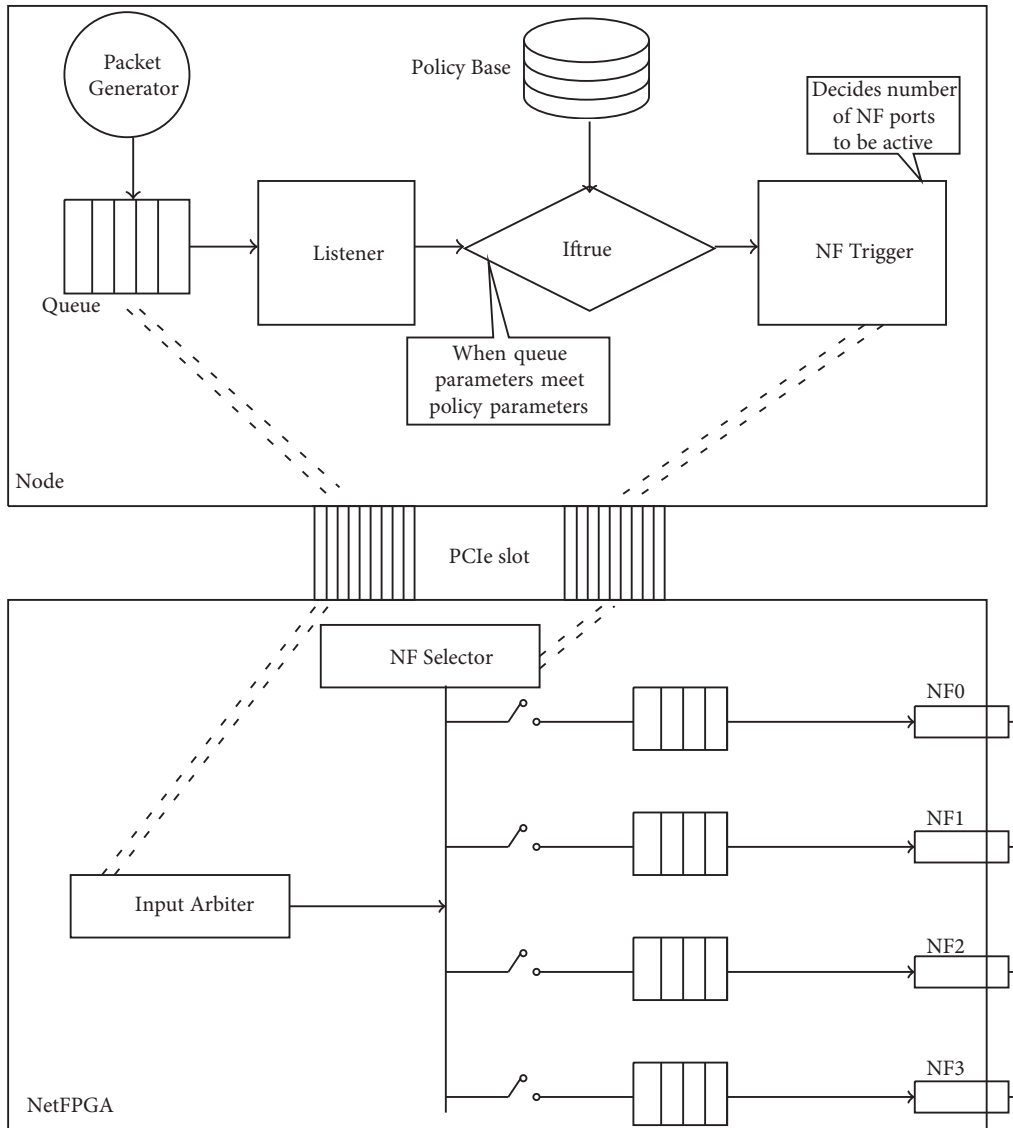 Packet
Generator
Policy Base
Decides number
of NF ports
to be active
Queue
Listener
Iftrue
NF Trigger
When queue
parameters meet
policy parameters
Node
PCIe slot
NF Selector
NF0
NF1
Input Arbiter
NF2
NF3
NetFPGA